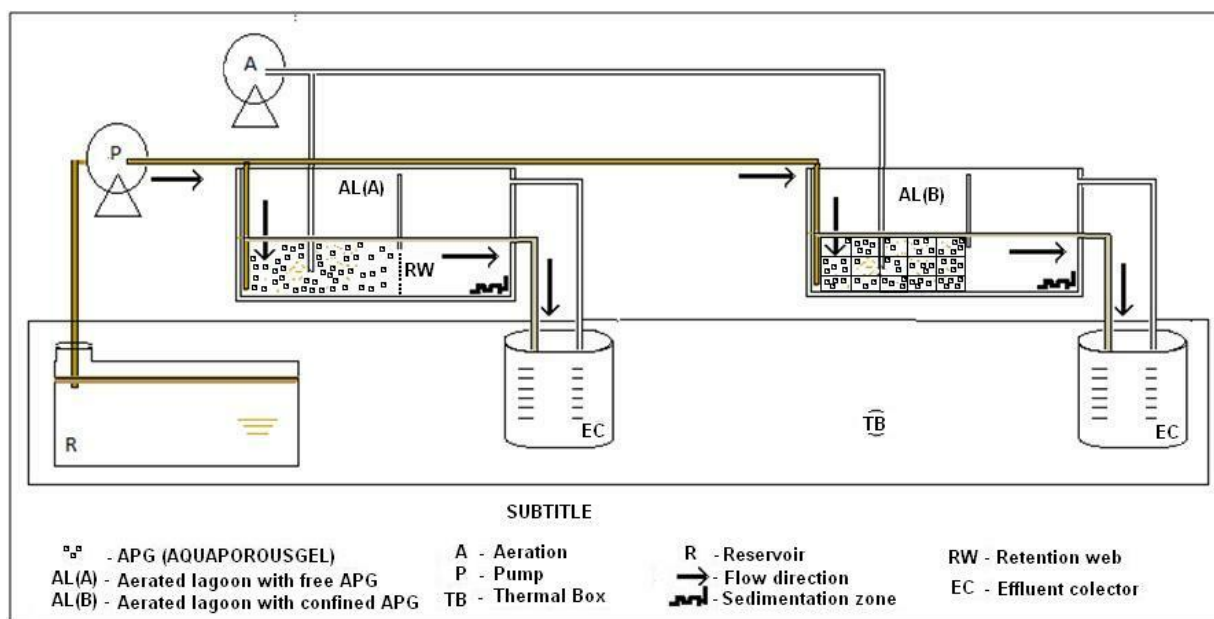 A
P
AL(A)
AL(B)
RW
R
EC
TB
EC
SUBTITLE
- APG (AQUAPOROUSGEL)
AL(A) - Aerated lagoon with free APG
AL(B) - Aerated lagoon with confined APG
A - Aeration
P - Pump
TB - Thermal Box
R - Reservoir
- Flow direction
- Sedimentation zone
RW - Retention web
EC - Effluent colector